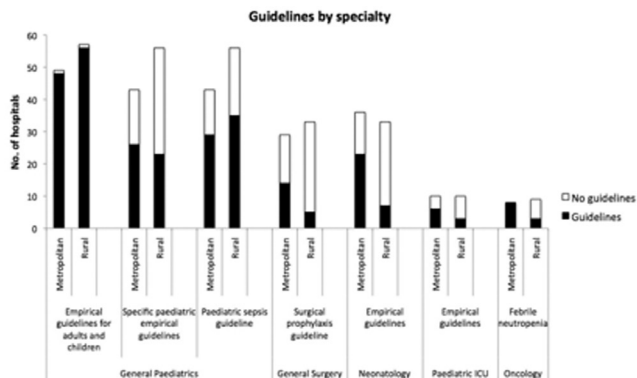 Guidelines by specialty
No. of hospitals
60
50
40
30
20
10
0
No guidelines
Guidelines
Metropolitan
Rural
Metropolitan
Rural
Metropolitan
Rural
Metropolitan
Rural
Metropolitan
Rural
Metropolitan
Rural
Metropolitan
Rural
Empirical
guidelines for
adults and
children
Specific paediatric
empirical
guidelines
Paediatric sepsis
guideline
Surgical
prophylaxis
guideline
Empirical
guidelines
Empirical
guidelines
Febrile
neutropenia
General Paediatrics
General Surgery
Neonatology
Paediatric ICU
Oncology